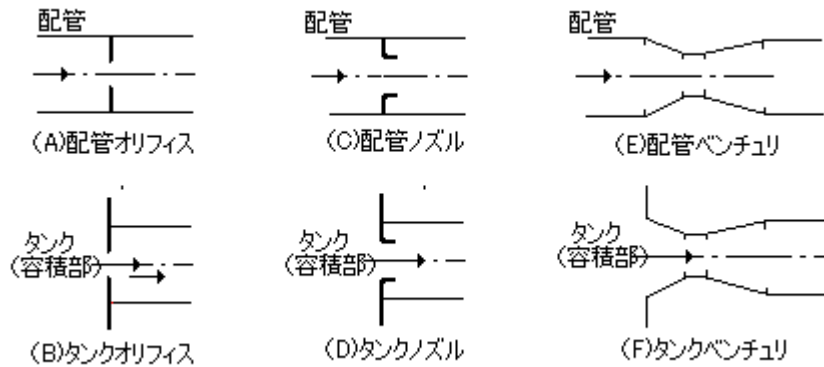 配管
配管
配管
(A)配管オリフィス
(C)配管ノズル
(E)配管ベンチュリ
タンク
(容積部)
タンク
(容積部)
タンク
(容積部)
(B)タンクオリフィス
(D)タンクノズル
(F)タンクベンチュリ